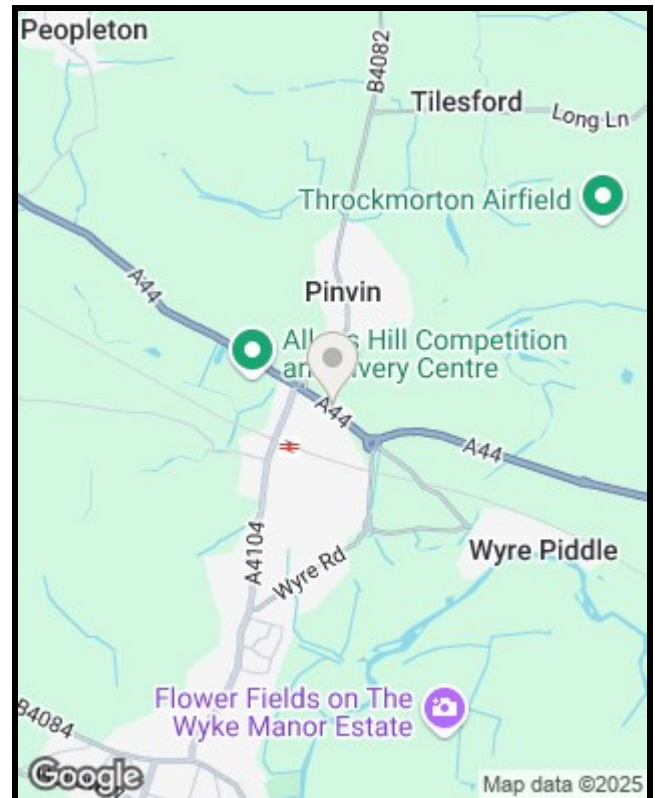 Peopleton
B4082
Tilesford
Long Ln
Throckmorton Airfield
A44
Pinvin
Hill Competition
Centre
A44
A44
A4104
Wyre Rd
Wyre Piddle
Flower Fields on The
Wyke Manor Estate
B4084
Google
Map data ©2025